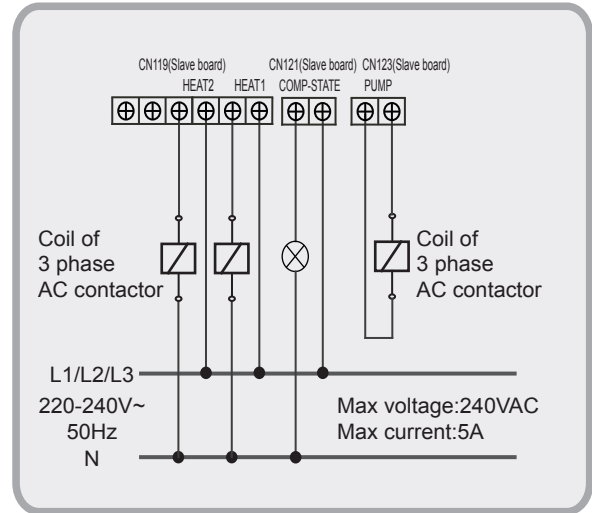 CN119(Slave board) CN121(Slave board) CN123(Slave board)
HEAT2 HEAT1 COMP-STATE PUMP
Coil of
3 phase
AC contactor
Coil of
3 phase
AC contactor
L1/L2/L3
220-240V~
50Hz
N
Max voltage:240VAC
Max current:5A